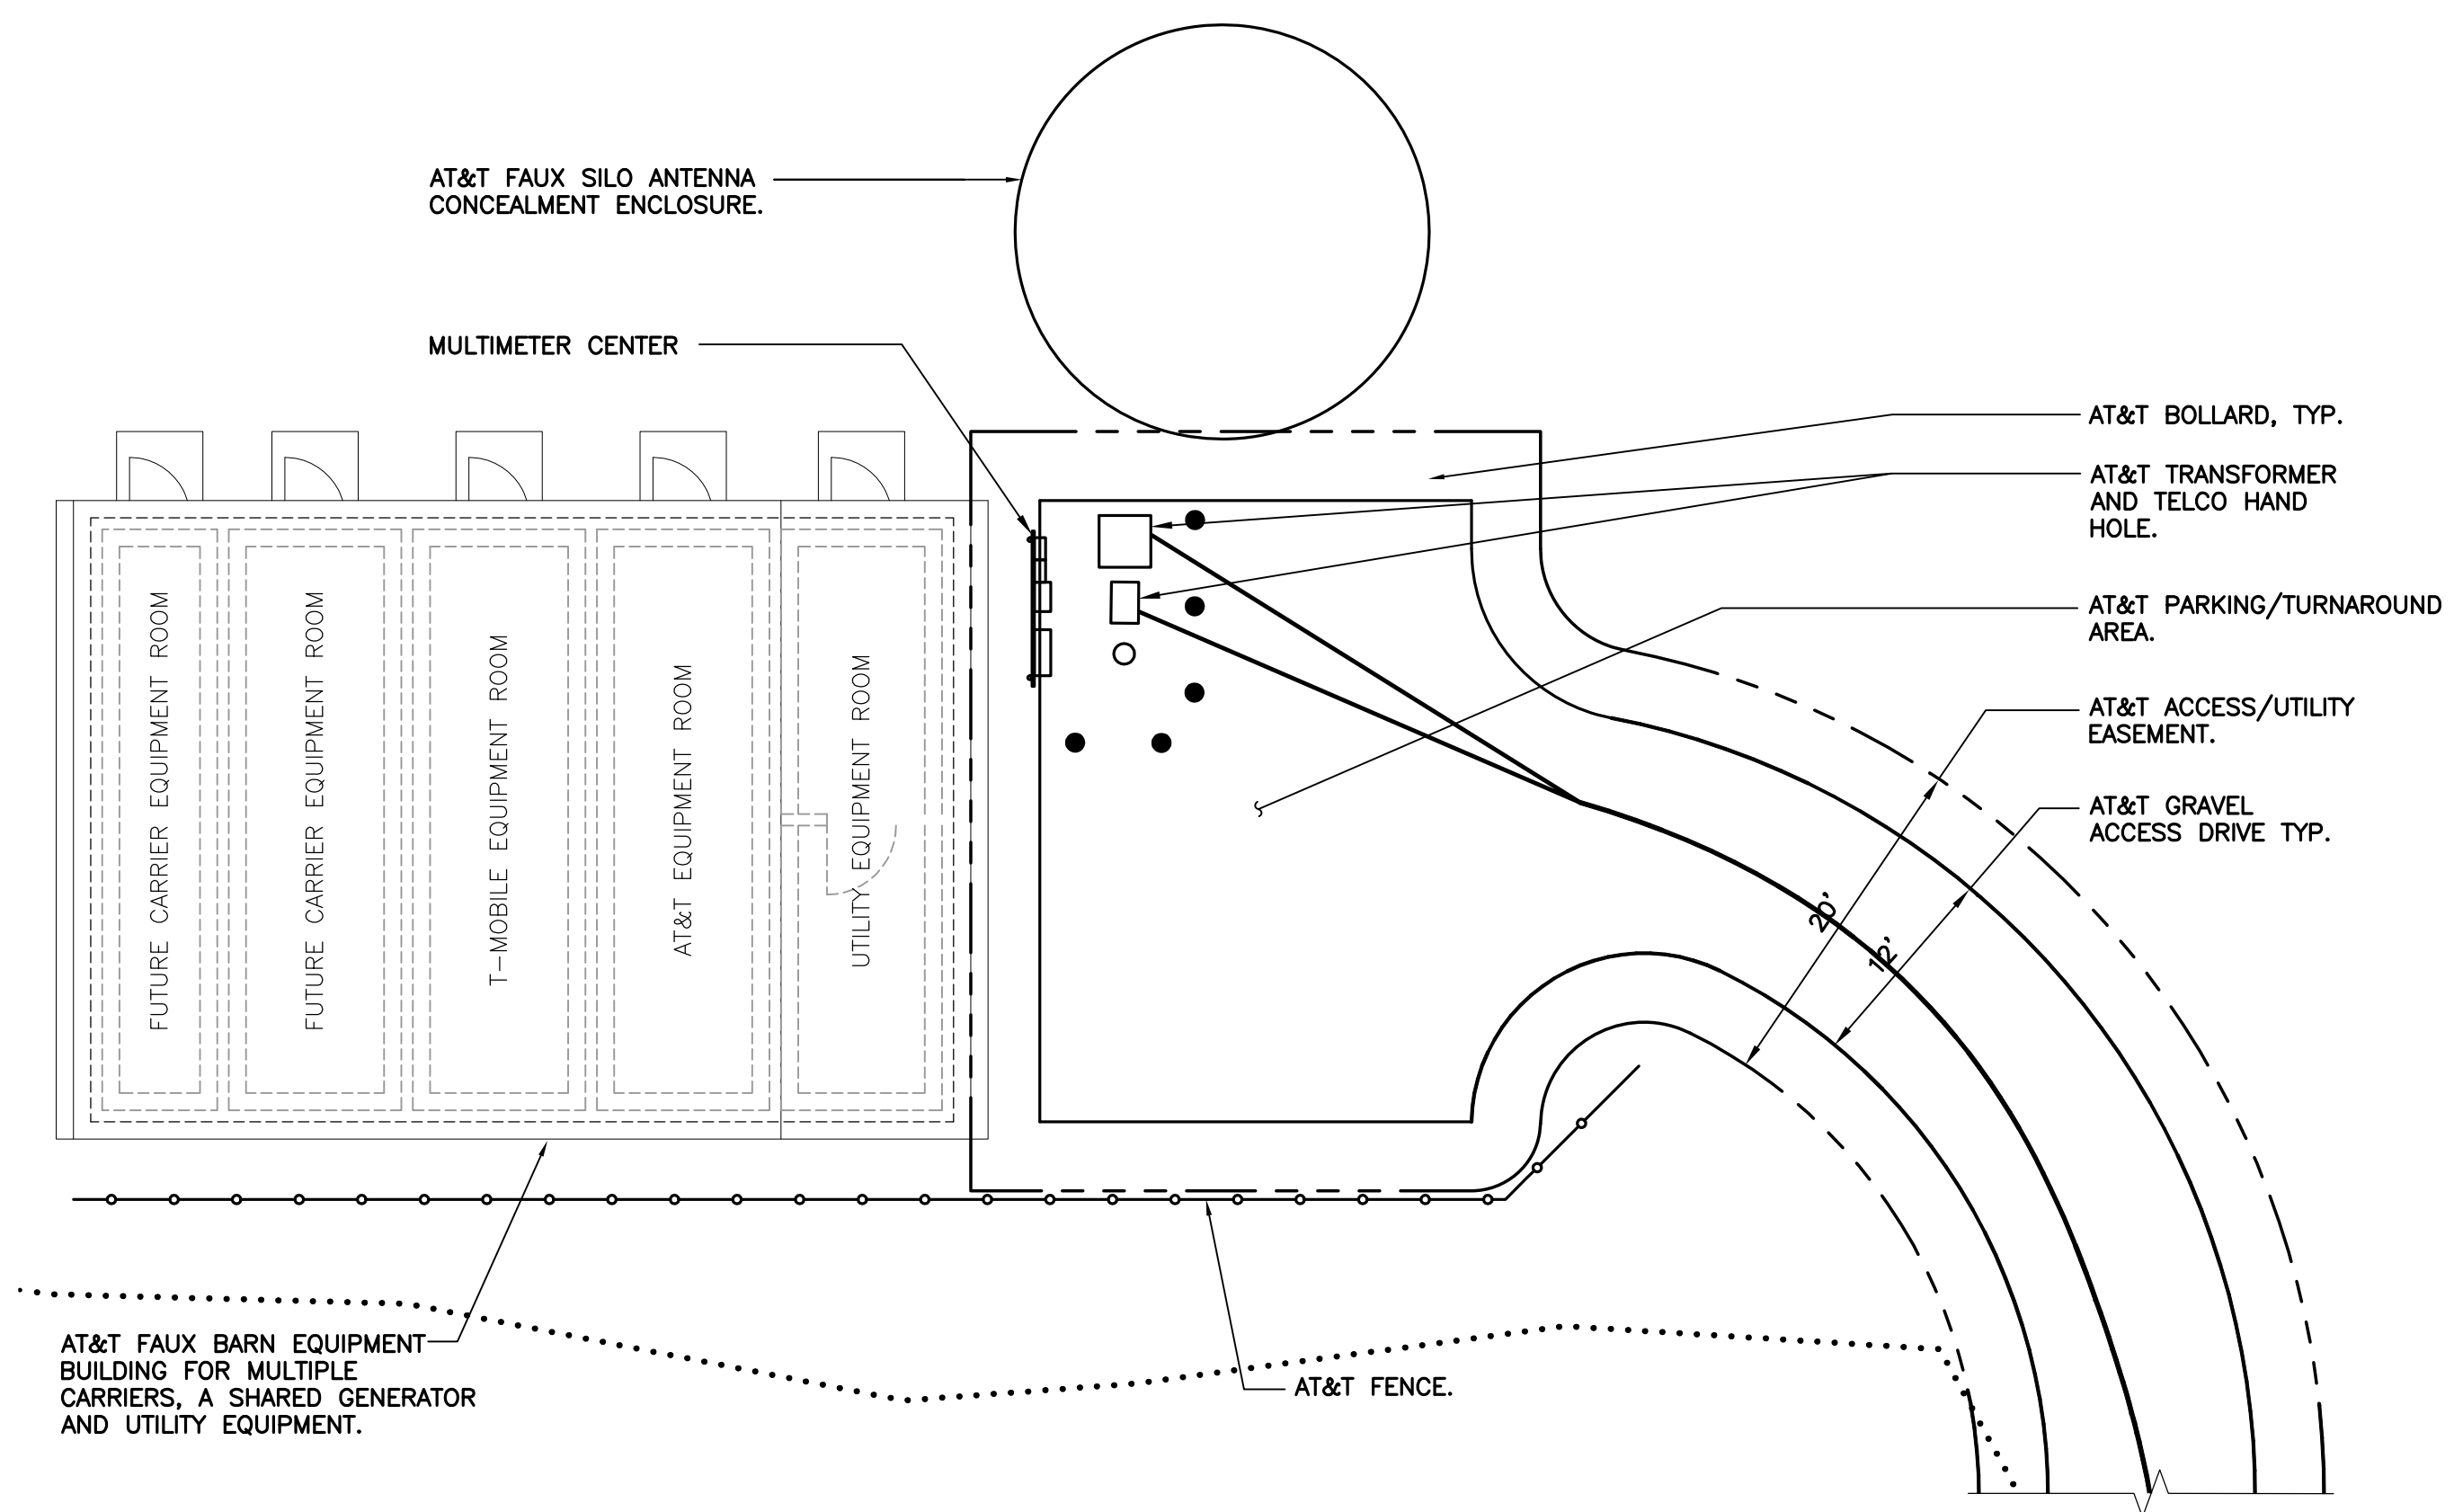 AT&T FAUX SILO ANTENNA
CONCEALMENT ENCLOSURE.
MULTIMETER CENTER
AT&T BOLLARD, TYP.
AT&T TRANSFORMER
AND TELCO HAND
HOLE.
AT&T PARKING/TURNAROUND
AREA.
AT&T ACCESS/UTILITY
EASEMENT.
AT&T GRAVEL
ACCESS DRIVE TYP.
20'
12'
FUTURE CARRIER EQUIPMENT ROOM
FUTURE CARRIER EQUIPMENT ROOM
T-MOBILE EQUIPMENT ROOM
AT&T EQUIPMENT ROOM
UTILITY EQUIPMENT ROOM
AT&T FAUX BARN EQUIPMENT
BUILDING FOR MULTIPLE
CARRIERS, A SHARED GENERATOR
AND UTILITY EQUIPMENT.
AT&T FENCE.